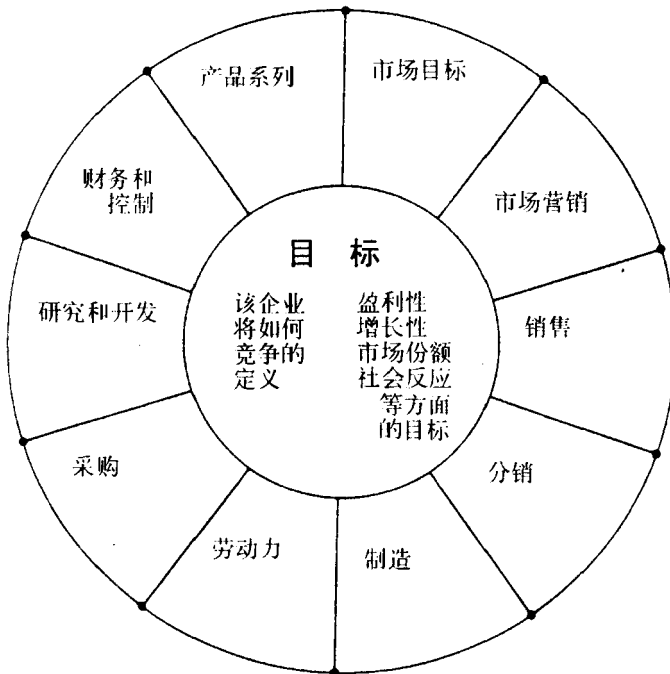 产品系列
市场目标
财务和
控制
市场营销
研究和开发
销售
采购
分销
劳动力
制造
目 标
该企业
将如何
竞争的
定义
盈利性
增长性
市场份额
社会反应
等方面
的目标